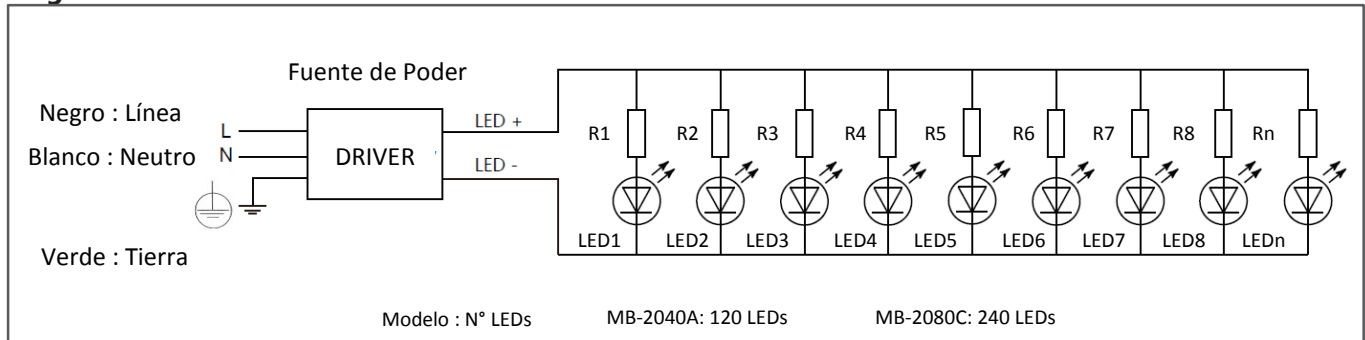 Fuente de Poder
Negro : Línea
L
LED +
R1 R2 R3 R4 R5 R6 R7 R8 Rn
Blanco : Neutro
N
DRIVER
LED -
LED1 LED2 LED3 LED4 LED5 LED6 LED7 LED8 LEDn
Verde : Tierra
Modelo : N° LEDs MB-2040A: 120 LEDs MB-2080C: 240 LEDs